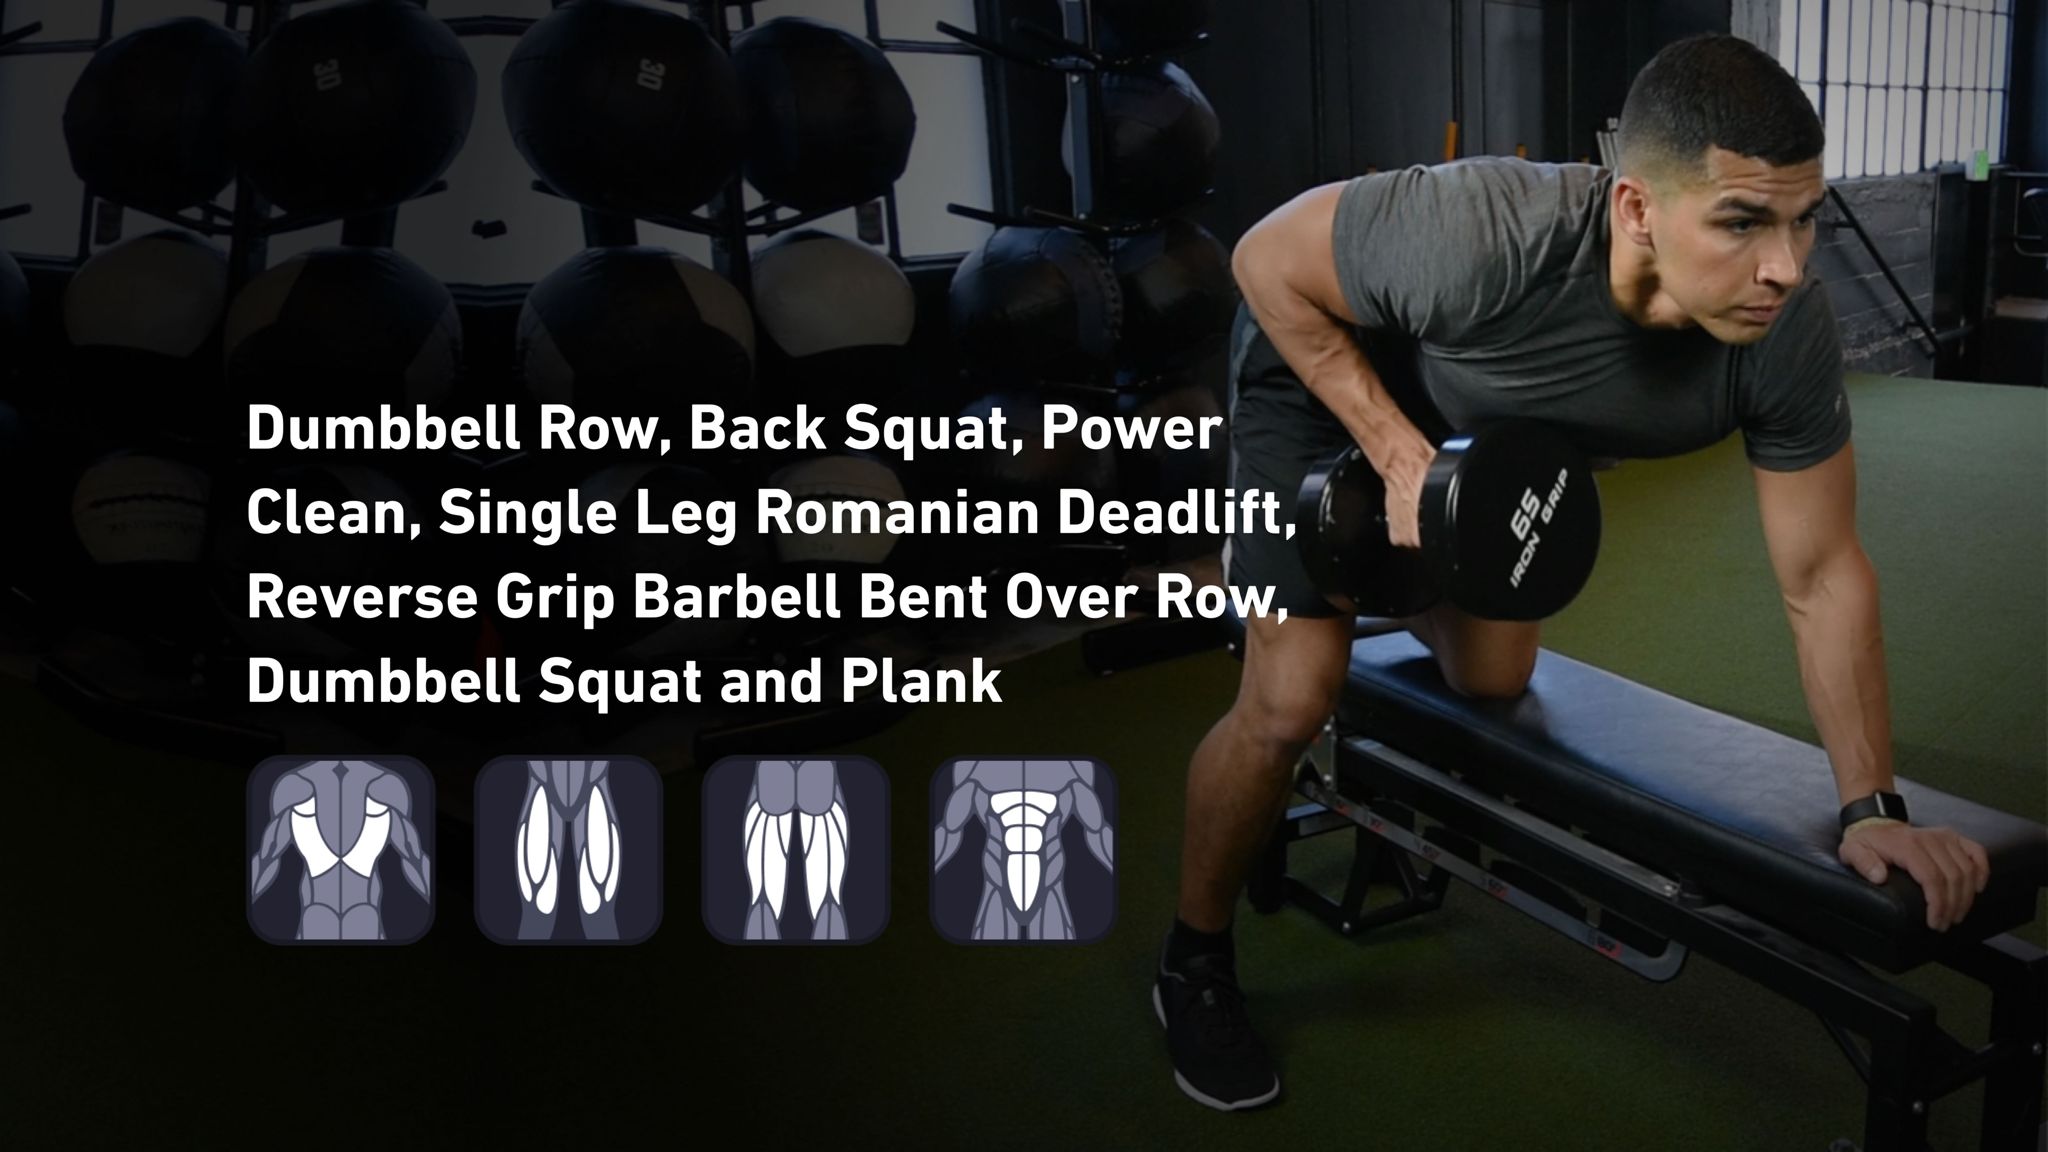 30
30
Dumbbell Row, Back Squat, Power
Clean, Single Leg Romanian Deadlift,
Reverse Grip Barbell Bent Over Row,
Dumbbell Squat and Plank
65
IRON GRIP